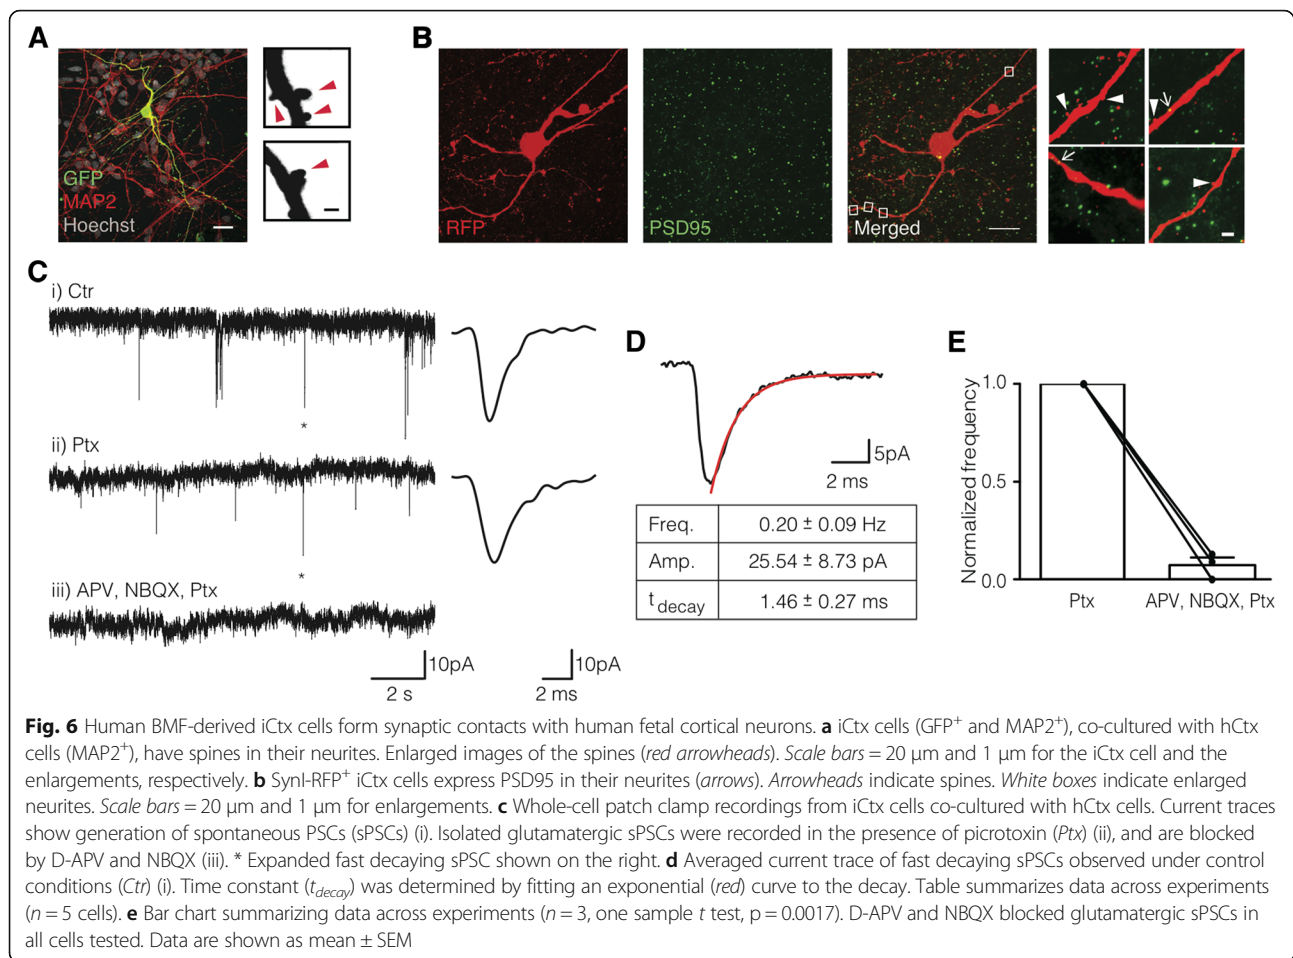 A
GFP
MAP2
Hoechst
B
RFP
PSD95
Merged
C
i) Ctr
*
ii) Ptx
*
iii) APV, NBQX, Ptx
10pA
2 s
10pA
2 ms
D
5pA
2 ms
Freq. 0.20 ± 0.09 Hz
Amp. 25.54 ± 8.73 pA
tdecay 1.46 ± 0.27 ms
E
Normalized frequency
1.0
0.5
0.0
Ptx
APV, NBQX, Ptx
Fig. 6 Human BMF-derived iCtx cells form synaptic contacts with human fetal cortical neurons. a iCtx cells (GFP+ and MAP2+), co-cultured with hCtx
cells (MAP2+), have spines in their neurites. Enlarged images of the spines (red arrowheads). Scale bars = 20 μm and 1 μm for the iCtx cell and the
enlargements, respectively. b SynI-RFP+ iCtx cells express PSD95 in their neurites (arrows). Arrowheads indicate spines. White boxes indicate enlarged
neurites. Scale bars = 20 μm and 1 μm for enlargements. c Whole-cell patch clamp recordings from iCtx cells co-cultured with hCtx cells. Current traces
show generation of spontaneous PSCs (sPSCs) (i). Isolated glutamatergic sPSCs were recorded in the presence of picrotoxin (Ptx) (ii), and are blocked
by D-APV and NBQX (iii). * Expanded fast decaying sPSC shown on the right. d Averaged current trace of fast decaying sPSCs observed under control
conditions (Ctr) (i). Time constant (tdecay) was determined by fitting an exponential (red) curve to the decay. Table summarizes data across experiments
(n = 5 cells). e Bar chart summarizing data across experiments (n = 3, one sample t test, p = 0.0017). D-APV and NBQX blocked glutamatergic sPSCs in
all cells tested. Data are shown as mean ± SEM